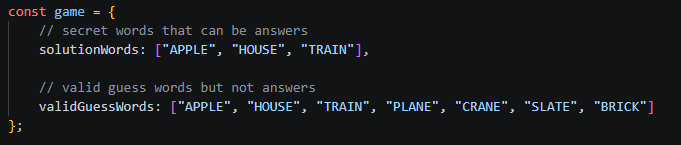 const game = {
// secret words that can be answers
solutionWords: ["APPLE", "HOUSE", "TRAIN"],
// valid guess words but not answers
validGuessWords: ["APPLE", "HOUSE", "TRAIN", "PLANE", "CRANE", "SLATE", "BRICK"]
};